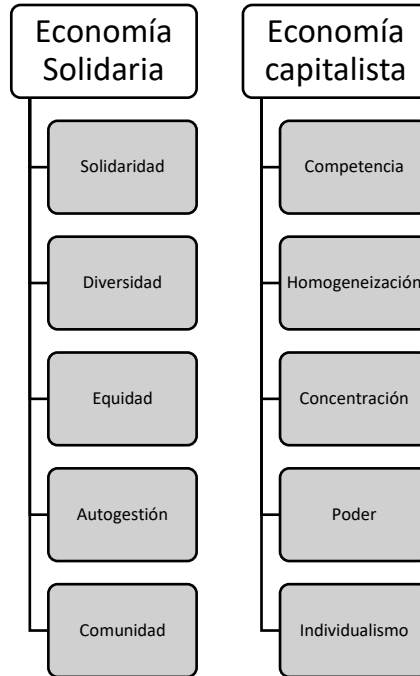 Economía
Solidaria
Solidaridad
Diversidad
Equidad
Autogestión
Comunidad
Economía
capitalista
Competencia
Homogeneización
Concentración
Poder
Individualismo